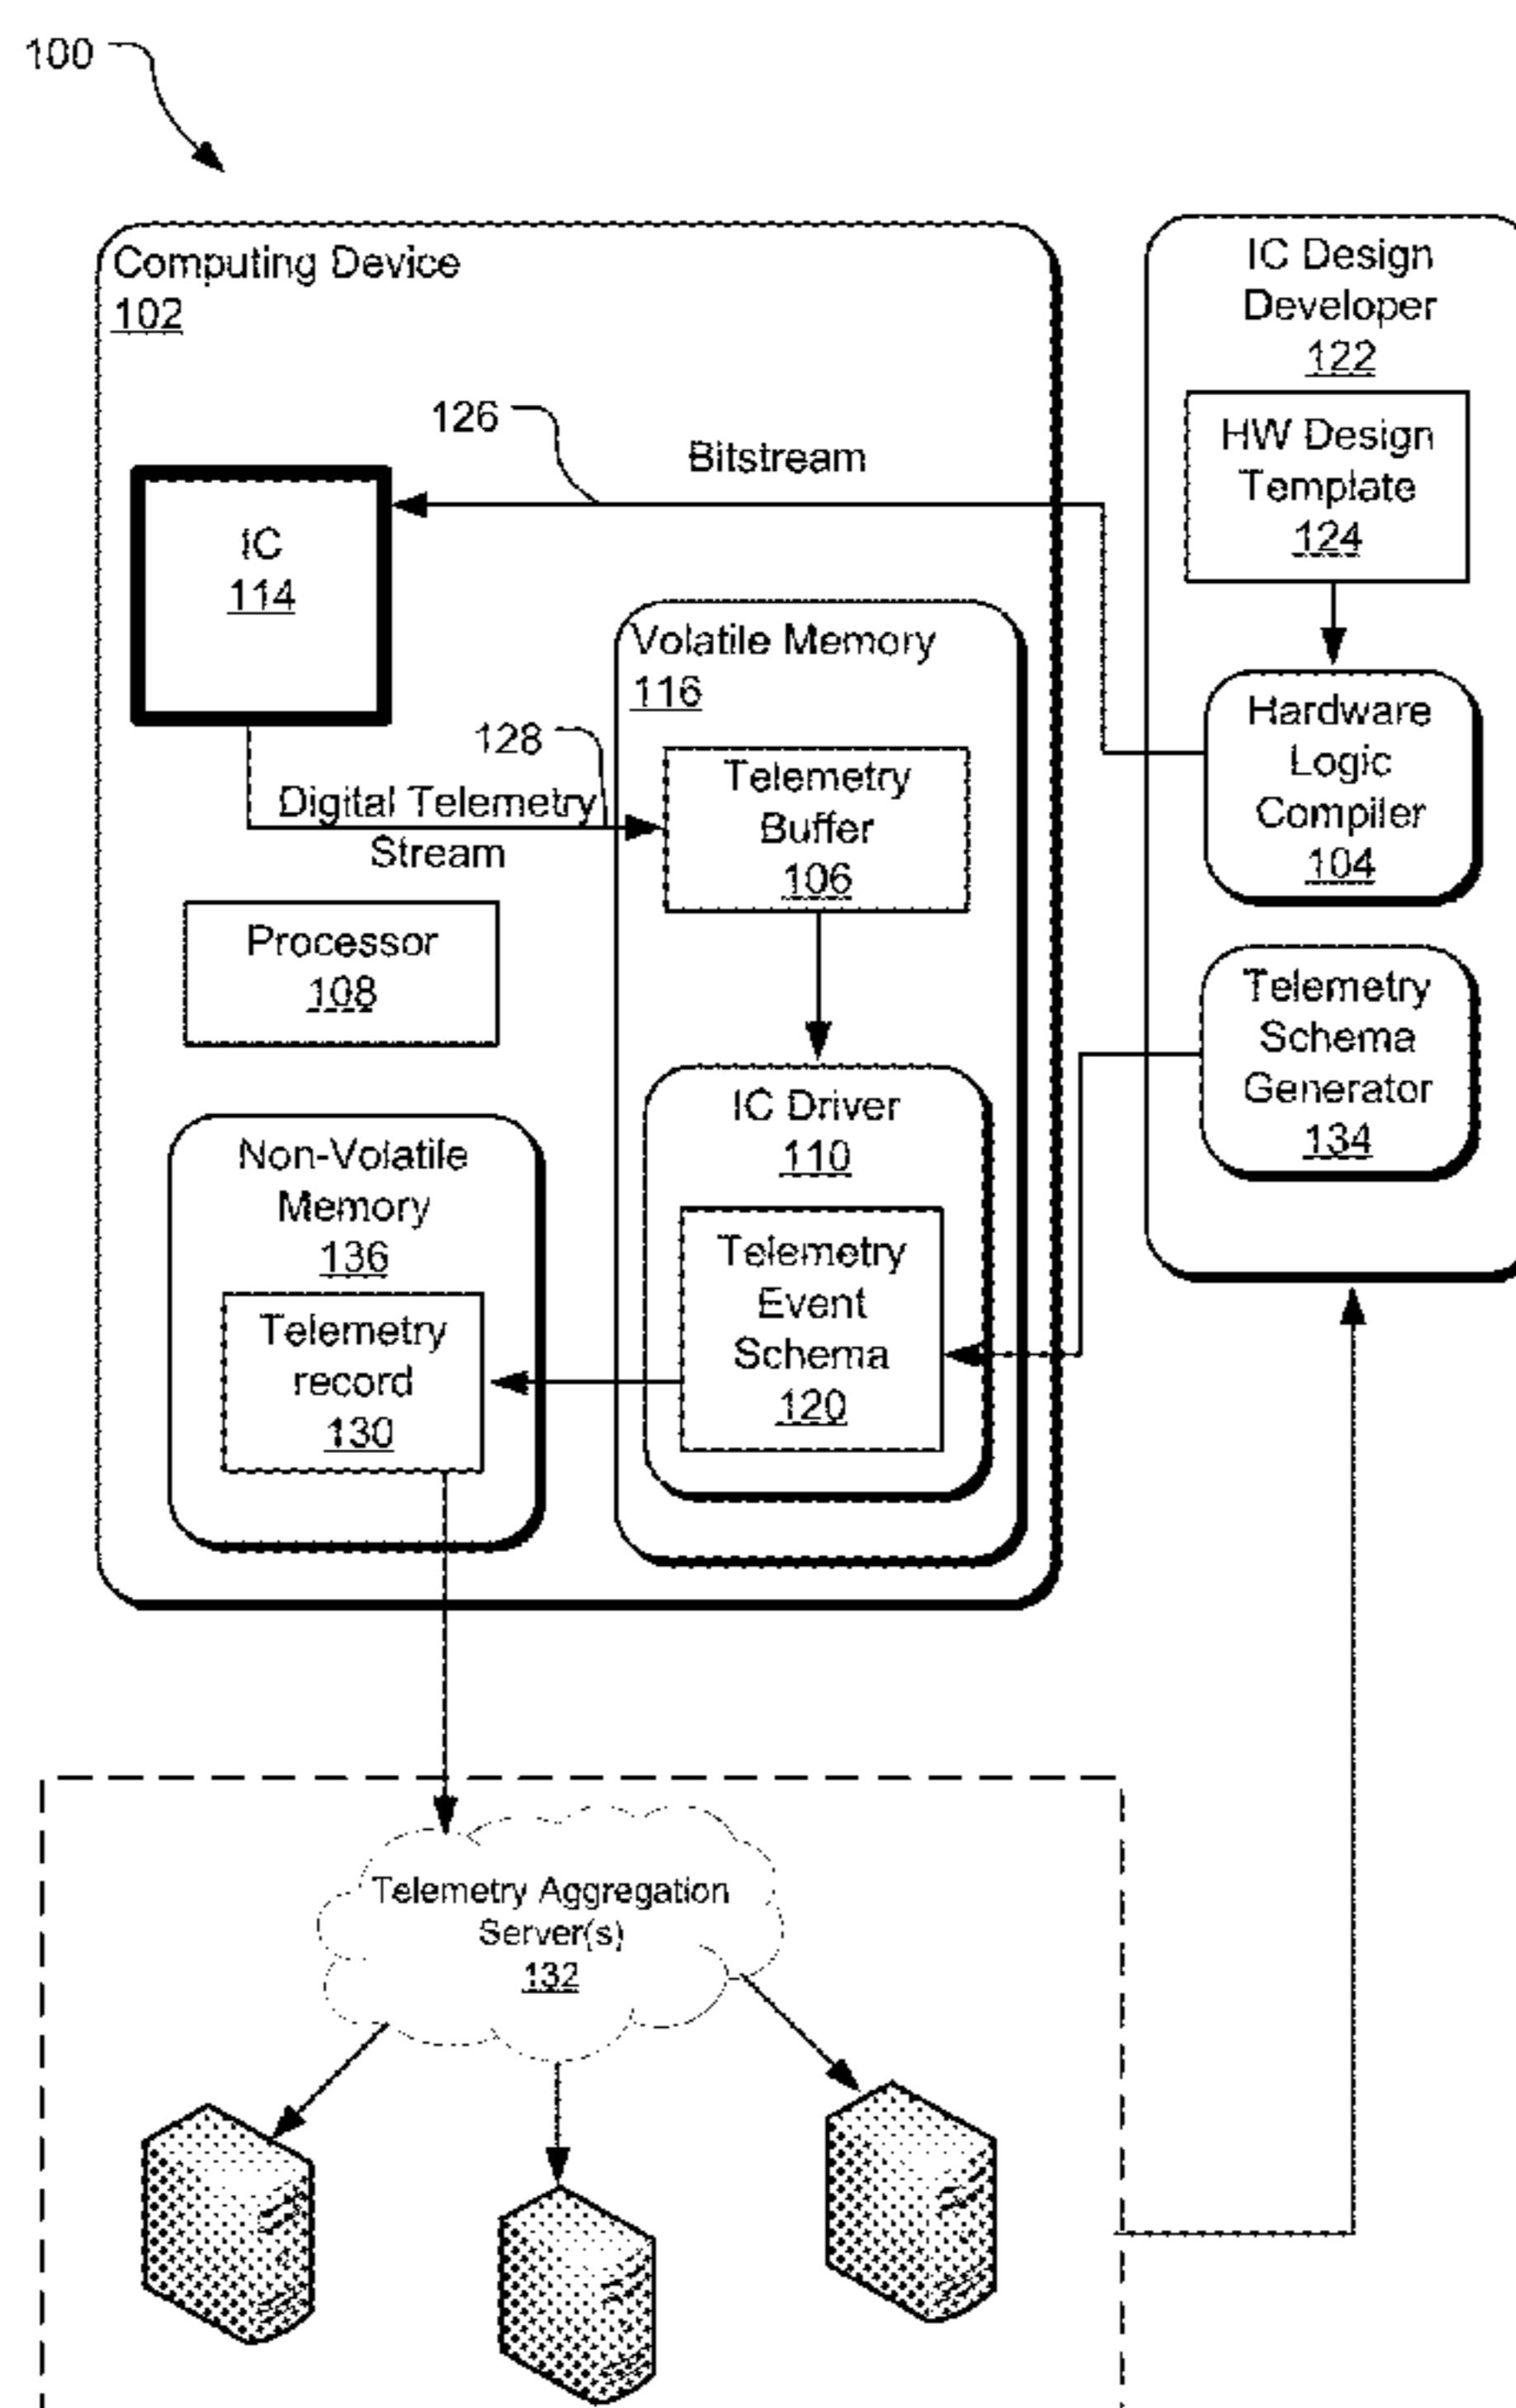 100
Computing Device
102
126
Bitstream
IC
114
Volatile Memory
116
128
Digital Telemetry
Stream
Telemetry
Buffer
106
Processor
108
IC Driver
110
Non-Volatile
Memory
136
Telemetry
record
130
Telemetry
Event
Schema
120
IC Design
Developer
122
HW Design
Template
124
Hardware
Logic
Compiler
104
Telemetry
Schema
Generator
134
Telemetry Aggregation
Server(s)
132